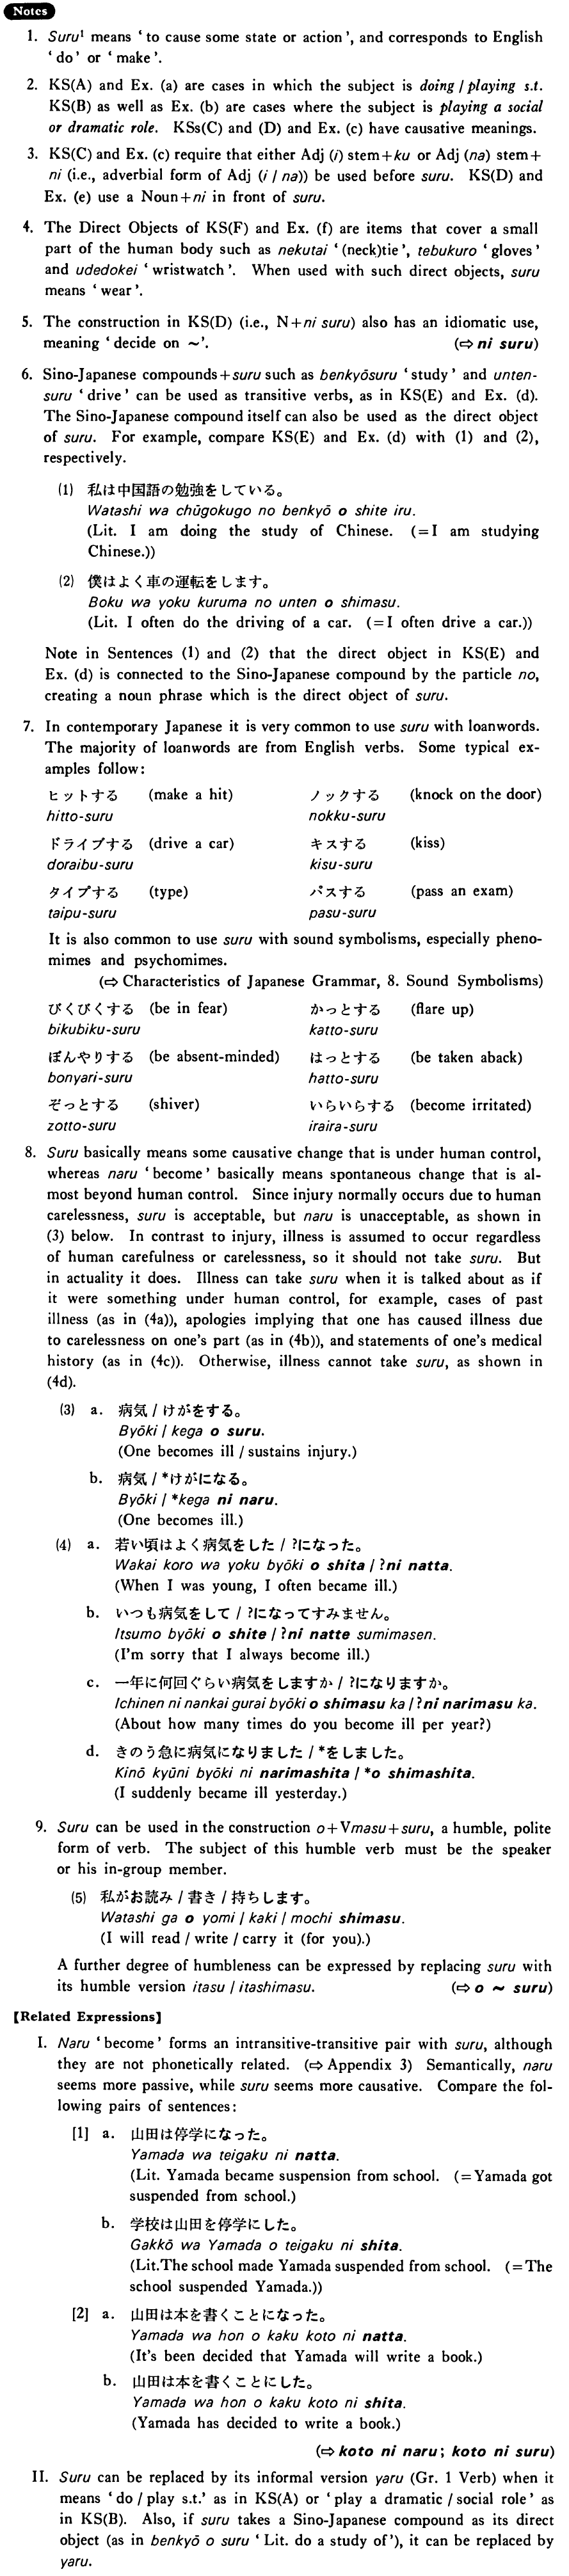 Notes
1. Suru¹ means ‘to cause some state or action’, and corresponds to English
‘do’ or ‘make’.
2. KS(A) and Ex. (a) are cases in which the subject is doing / playing s.t.
KS(B) as well as Ex. (b) are cases where the subject is playing a social
or dramatic role. KSs(C) and (D) and Ex. (c) have causative meanings.
3. KS(C) and Ex. (c) require that either Adj (i) stem+ku or Adj (na) stem+
ni (i.e., adverbial form of Adj (i / na)) be used before suru. KS(D) and
Ex. (e) use a Noun+ni in front of suru.
4. The Direct Objects of KS(F) and Ex. (f) are items that cover a small
part of the human body such as nekutai ‘(neck)tie’, tebukuro ‘gloves’
and udedokei ‘wristwatch’. When used with such direct objects, suru
means ‘wear’.
5. The construction in KS(D) (i.e., N+ni suru) also has an idiomatic use,
meaning ‘decide on ~’. (⇨ ni suru)
6. Sino-Japanese compounds+suru such as benkyōsuru ‘study’ and unten-
suru ‘drive’ can be used as transitive verbs, as in KS(E) and Ex. (d).
The Sino-Japanese compound itself can also be used as the direct object
of suru. For example, compare KS(E) and Ex. (d) with (1) and (2),
respectively.
(1) 私は中国語の勉強をしている。
Watashi wa chūgokugo no benkyō o shite iru.
(Lit. I am doing the study of Chinese. (=I am studying
Chinese.))
(2) 僕はよく車の運転をします。
Boku wa yoku kuruma no unten o shimasu.
(Lit. I often do the driving of a car. (=I often drive a car.))
Note in Sentences (1) and (2) that the direct object in KS(E) and
Ex. (d) is connected to the Sino-Japanese compound by the particle no,
creating a noun phrase which is the direct object of suru.
7. In contemporary Japanese it is very common to use suru with loanwords.
The majority of loanwords are from English verbs. Some typical ex-
amples follow:
ヒットする (make a hit) ノックする (knock on the door)
hitto-suru nokku-suru
ドライブする (drive a car) キスする (kiss)
doraibu-suru kisu-suru
タイプする (type) パスする (pass an exam)
taipu-suru pasu-suru
It is also common to use suru with sound symbolisms, especially pheno-
mimes and psychomimes.
(⇨ Characteristics of Japanese Grammar, 8. Sound Symbolisms)
びくびくする (be in fear) かっとする (flare up)
bikubiku-suru katto-suru
ぼんやりする (be absent-minded) はっとする (be taken aback)
bonyari-suru hatto-suru
ぞっとする (shiver) いらいらする (become irritated)
zotto-suru iraira-suru
8. Suru basically means some causative change that is under human control,
whereas naru ‘become’ basically means spontaneous change that is al-
most beyond human control. Since injury normally occurs due to human
carelessness, suru is acceptable, but naru is unacceptable, as shown in
(3) below. In contrast to injury, illness is assumed to occur regardless
of human carefulness or carelessness, so it should not take suru. But
in actuality it does. Illness can take suru when it is talked about as if
it were something under human control, for example, cases of past
illness (as in (4a)), apologies implying that one has caused illness due
to carelessness on one's part (as in (4b)), and statements of one's medical
history (as in (4c)). Otherwise, illness cannot take suru, as shown in
(4d).
(3) a. 病気 / けがをする。
Byōki / kega o suru.
(One becomes ill / sustains injury.)
b. 病気 / *けがになる。
Byōki / *kega ni naru.
(One becomes ill.)
(4) a. 若い頃はよく病気をした / ?になった。
Wakai koro wa yoku byōki o shita / ?ni natta.
(When I was young, I often became ill.)
b. いつも病気をして / ?になってすみません。
Itsumo byōki o shite / ?ni natte sumimasen.
(I'm sorry that I always become ill.)
c. 一年に何回ぐらい病気をしますか / ?になりますか。
Ichinen ni nankai gurai byōki o shimasu ka / ?ni narimasu ka.
(About how many times do you become ill per year?)
d. きのう急に病気になりました / *をしました。
Kinō kyūni byōki ni narimashita / *o shimashita.
(I suddenly became ill yesterday.)
9. Suru can be used in the construction o+Vmasu+suru, a humble, polite
form of verb. The subject of this humble verb must be the speaker
or his in-group member.
(5) 私がお読み / 書き / 持ちします。
Watashi ga o yomi / kaki / mochi shimasu.
(I will read / write / carry it (for you).)
A further degree of humbleness can be expressed by replacing suru with
its humble version itasu / itashimasu. (⇨ o ~ suru)
【Related Expressions】
I. Naru ‘become’ forms an intransitive-transitive pair with suru, although
they are not phonetically related. (⇨ Appendix 3) Semantically, naru
seems more passive, while suru seems more causative. Compare the fol-
lowing pairs of sentences:
[1] a. 山田は停学になった。
Yamada wa teigaku ni natta.
(Lit. Yamada became suspension from school. (=Yamada got
suspended from school.)
b. 学校は山田を停学にした。
Gakkō wa Yamada o teigaku ni shita.
(Lit.The school made Yamada suspended from school. (=The
school suspended Yamada.))
[2] a. 山田は本を書くことになった。
Yamada wa hon o kaku koto ni natta.
(It's been decided that Yamada will write a book.)
b. 山田は本を書くことにした。
Yamada wa hon o kaku koto ni shita.
(Yamada has decided to write a book.)
(⇨ koto ni naru; koto ni suru)
II. Suru can be replaced by its informal version yaru (Gr. 1 Verb) when it
means ‘do / play s.t.’ as in KS(A) or ‘play a dramatic / social role’ as
in KS(B). Also, if suru takes a Sino-Japanese compound as its direct
object (as in benkyō o suru ‘Lit. do a study of’), it can be replaced by
yaru.